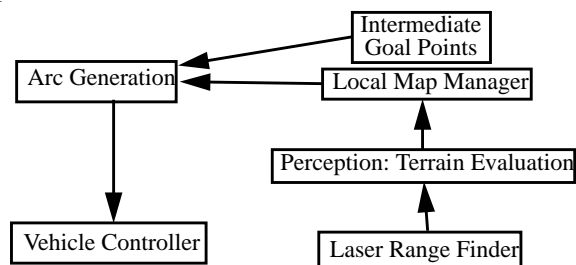 Intermediate
Goal Points
Arc Generation
Local Map Manager
Perception: Terrain Evaluation
Vehicle Controller
Laser Range Finder